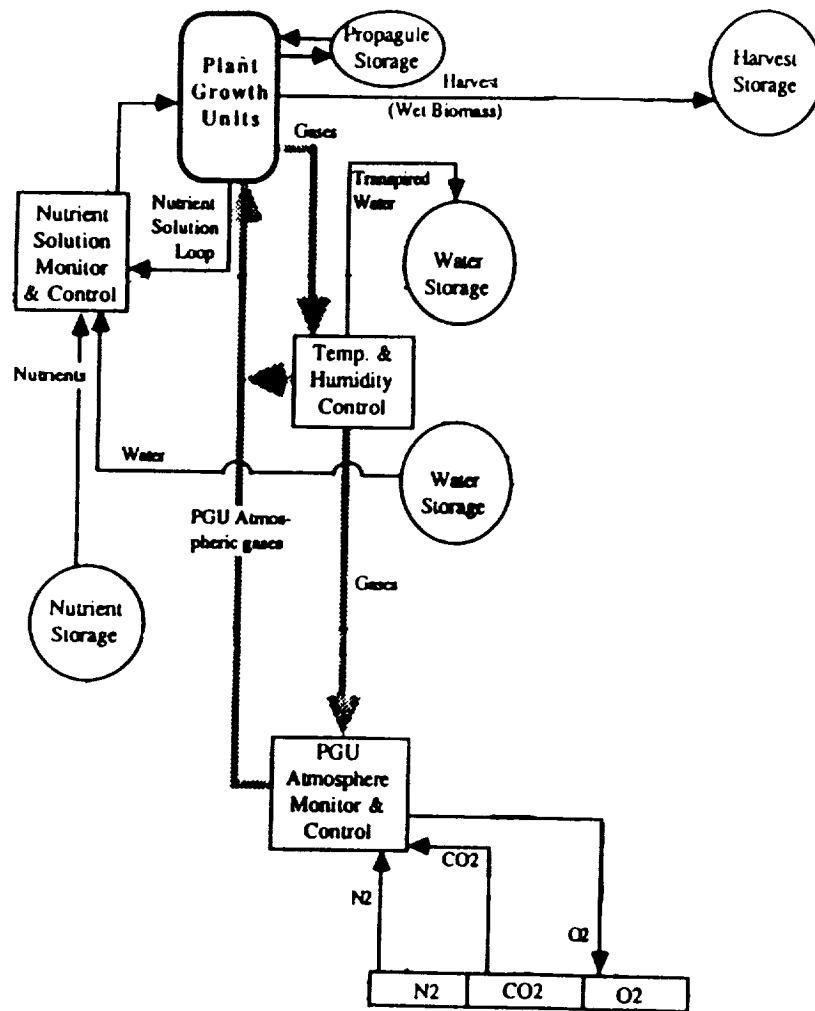 Propagule
Storage
Plant
Growth
Units
Harvest
Storage
Harvest
(Wet Biomass)
Gases
Transpired
Water
Nutrient
Solution
Loop
Nutrient
Solution
Monitor
& Control
Water
Storage
Temp. &
Humidity
Control
Nutrients
Water
Water
Storage
PGU Atmos-
pheric gases
Gases
Nutrient
Storage
PGU
Atmosphere
Monitor &
Control
CO2
N2
O2
N2
CO2
O2